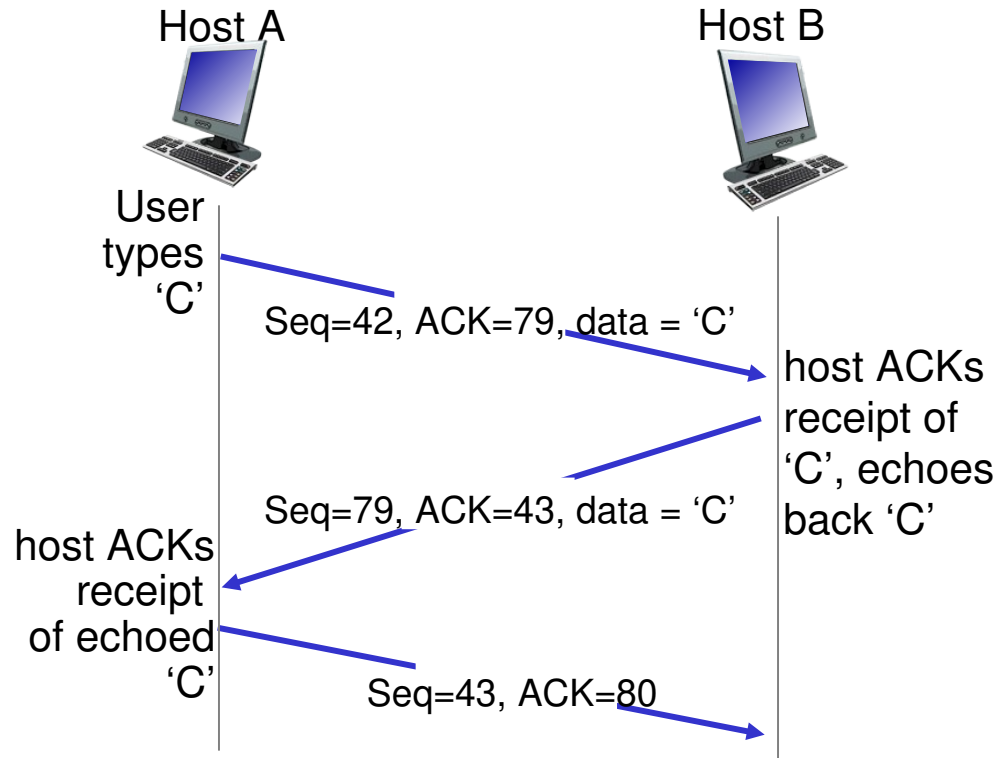 Host A
Host B
User
types
‘C’
Seq=42, ACK=79, data = ‘C’
host ACKs
receipt of
‘C’, echoes
back ‘C’
Seq=79, ACK=43, data = ‘C’
host ACKs
receipt
of echoed
‘C’
Seq=43, ACK=80